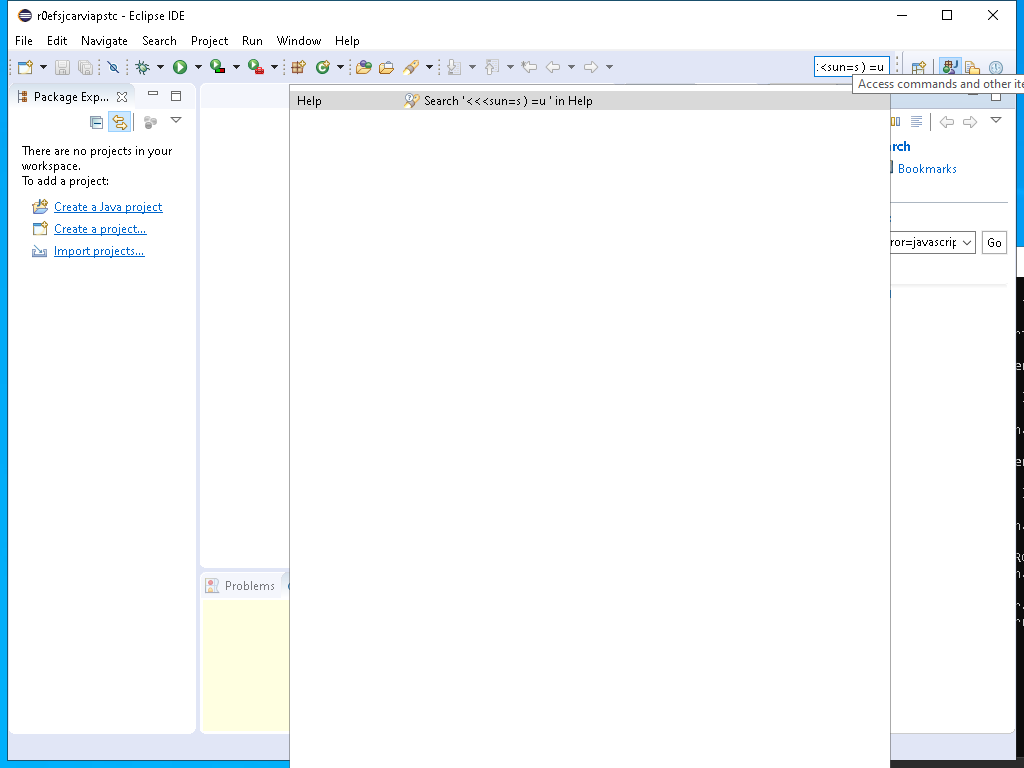 r0efsjcarviapstc - Eclipse IDE
File Edit Navigate Search Project Run Window Help
<sun=s ) =u
Access commands and other ite
Package Exp...
Help Search '<<<sun=s ) =u ' in Help
There are no projects in your
workspace.
To add a project:
Create a Java project
Create a project...
Import projects...
rch
Bookmarks
ror=javascrip Go
Problems